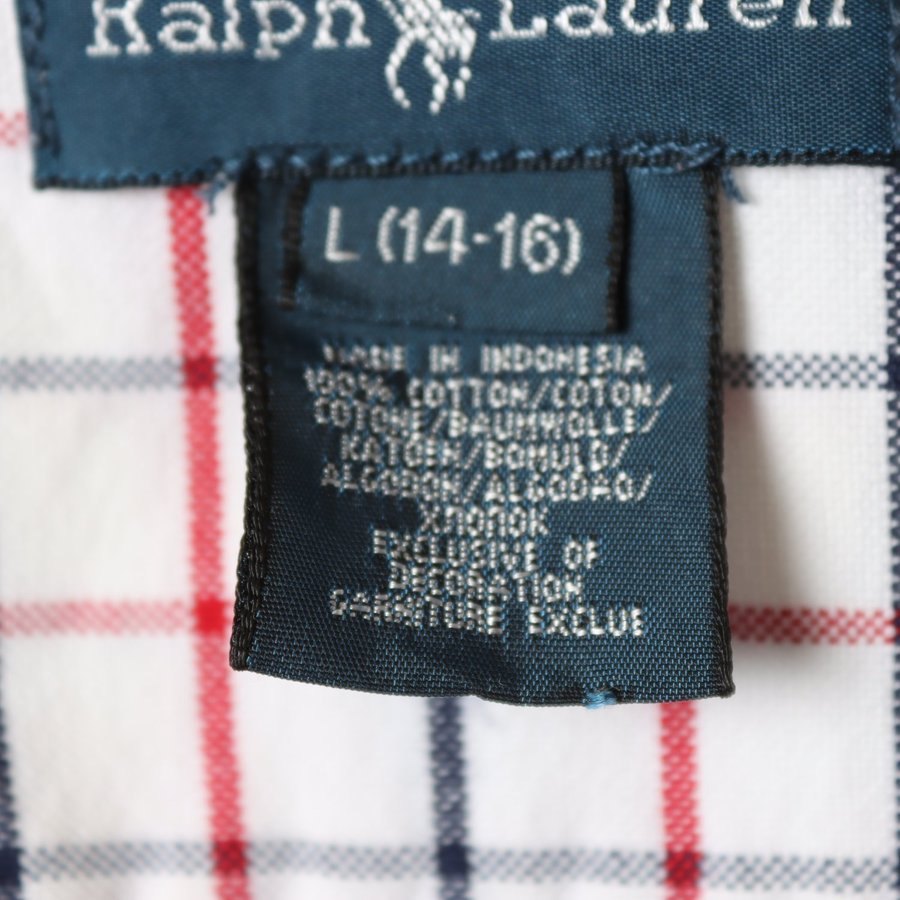 Ralph Lauren
L (14-16)
MADE IN INDONESIA
100% COTTON/COTON/
COTONE/BAUMWOLLE/
KATOEN/BOMULD/
ALGODON/ALGODAO/
ХЛОПОК
EXCLUSIVE OF
DECORATION
GARNITURE EXCLUE